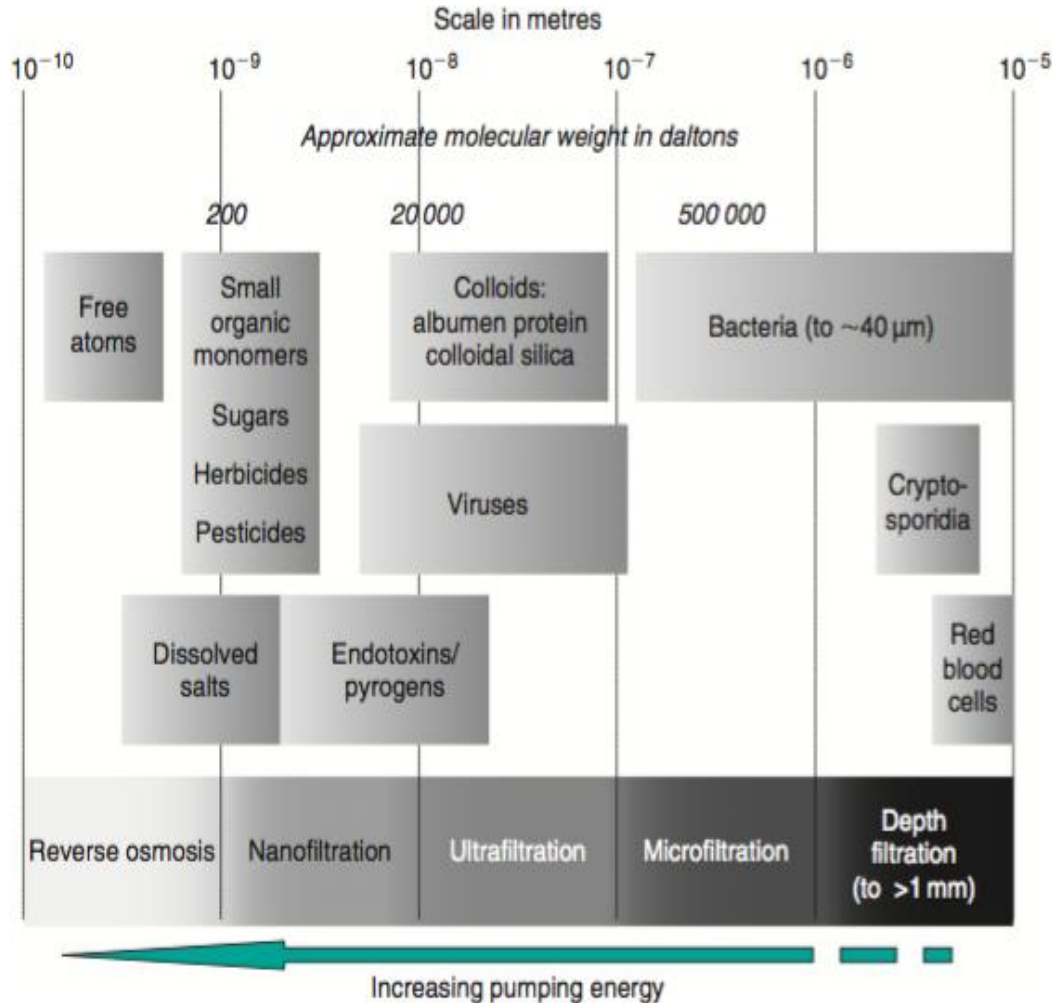 Scale in metres
10⁻¹⁰ 10⁻⁹ 10⁻⁸ 10⁻⁷ 10⁻⁶ 10⁻⁵
Approximate molecular weight in daltons
200 20 000 500 000
Free
atoms
Small
organic
monomers
Sugars
Herbicides
Pesticides
Colloids:
albumen protein
colloidal silica
Bacteria (to ~40 µm)
Viruses
Crypto-
sporidia
Dissolved
salts
Endotoxins/
pyrogens
Red
blood
cells
Reverse osmosis
Nanofiltration
Ultrafiltration
Microfiltration
Depth
filtration
(to >1 mm)
Increasing pumping energy